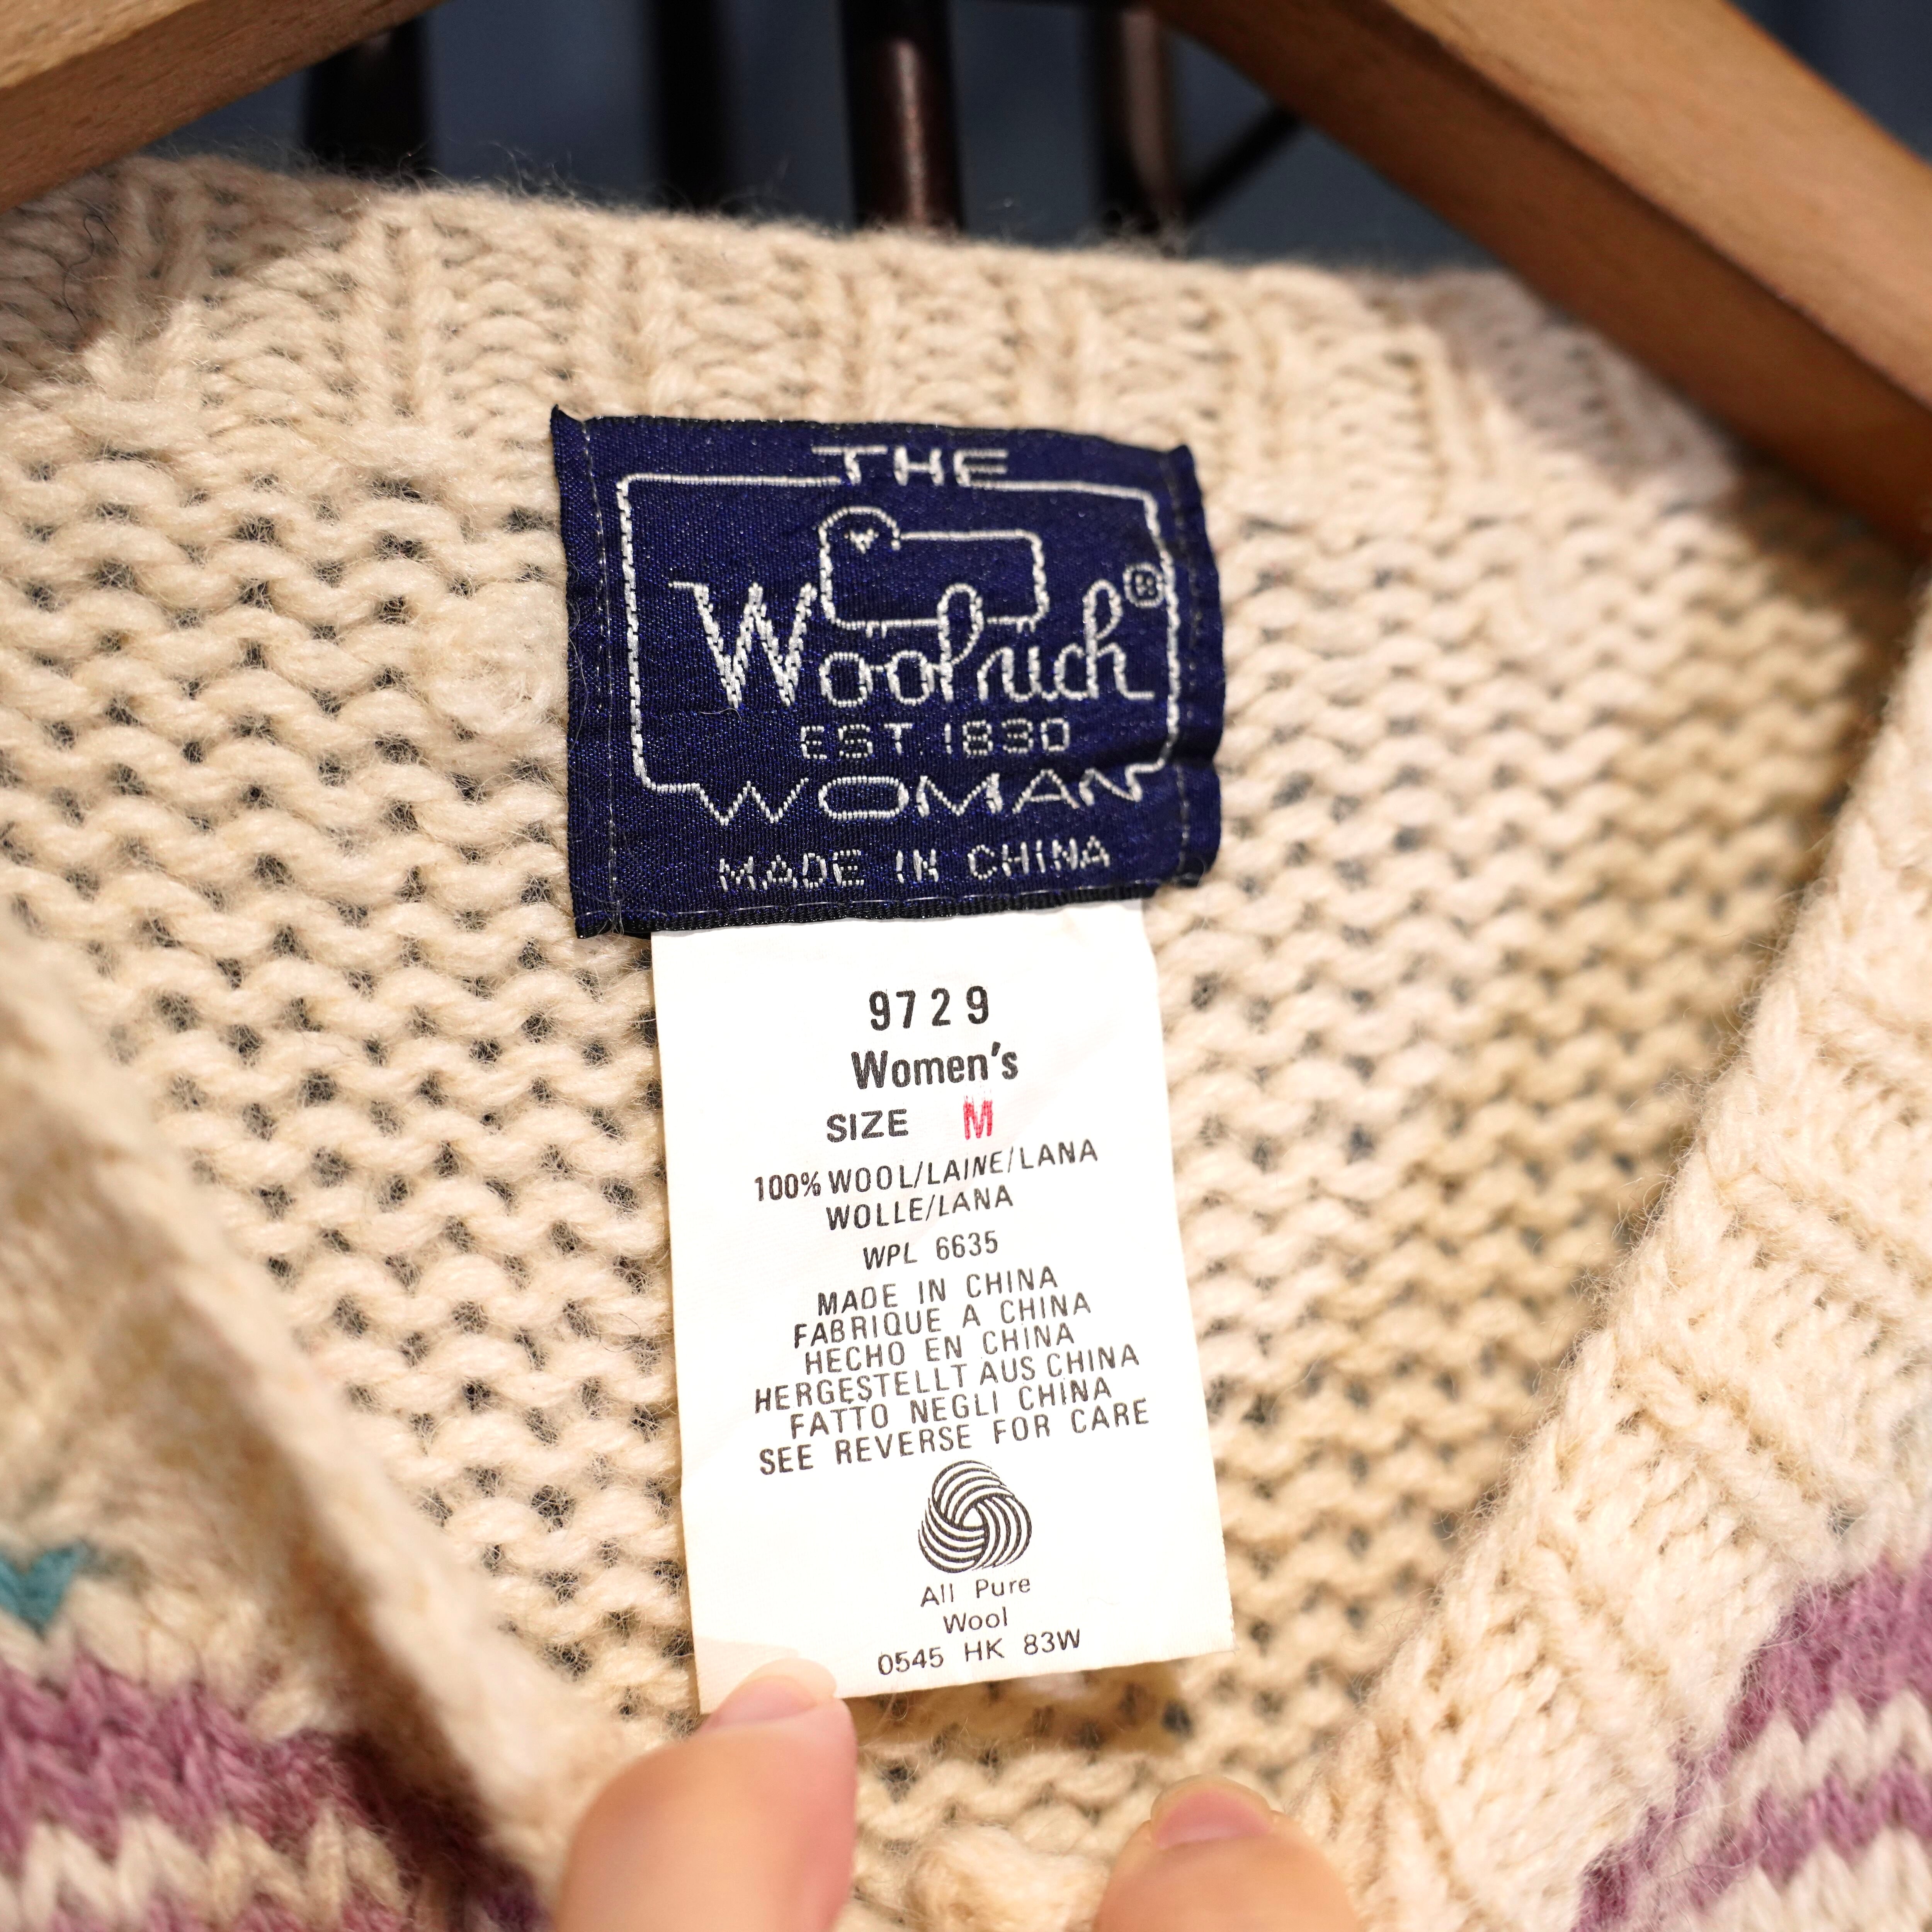 THE
Woolrich®
EST 1830
WOMAN
MADE IN CHINA
9729
Women's
SIZE M
100% WOOL/LAINE/LANA
WOLLE/LANA
WPL 6635
MADE IN CHINA
FABRIQUE A CHINA
HECHO EN CHINA
HERGESTELLT AUS CHINA
FATTO NEGLI CHINA
SEE REVERSE FOR CARE
All Pure
Wool
0545 HK 83W